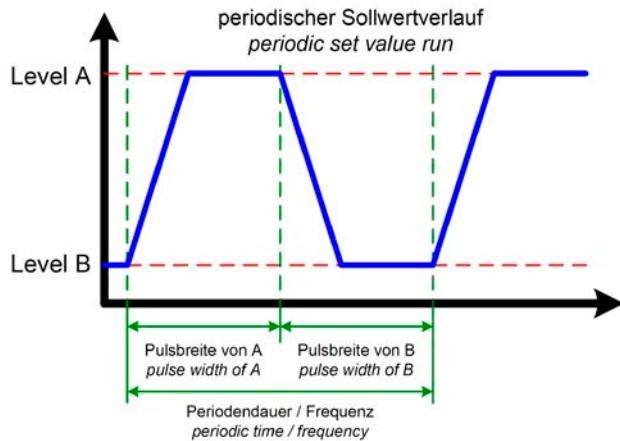 periodischer Sollwertverlauf
periodic set value run
Level A
Level B
Pulsbreite von A
pulse width of A
Pulsbreite von B
pulse width of B
Periodendauer / Frequenz
periodic time / frequency